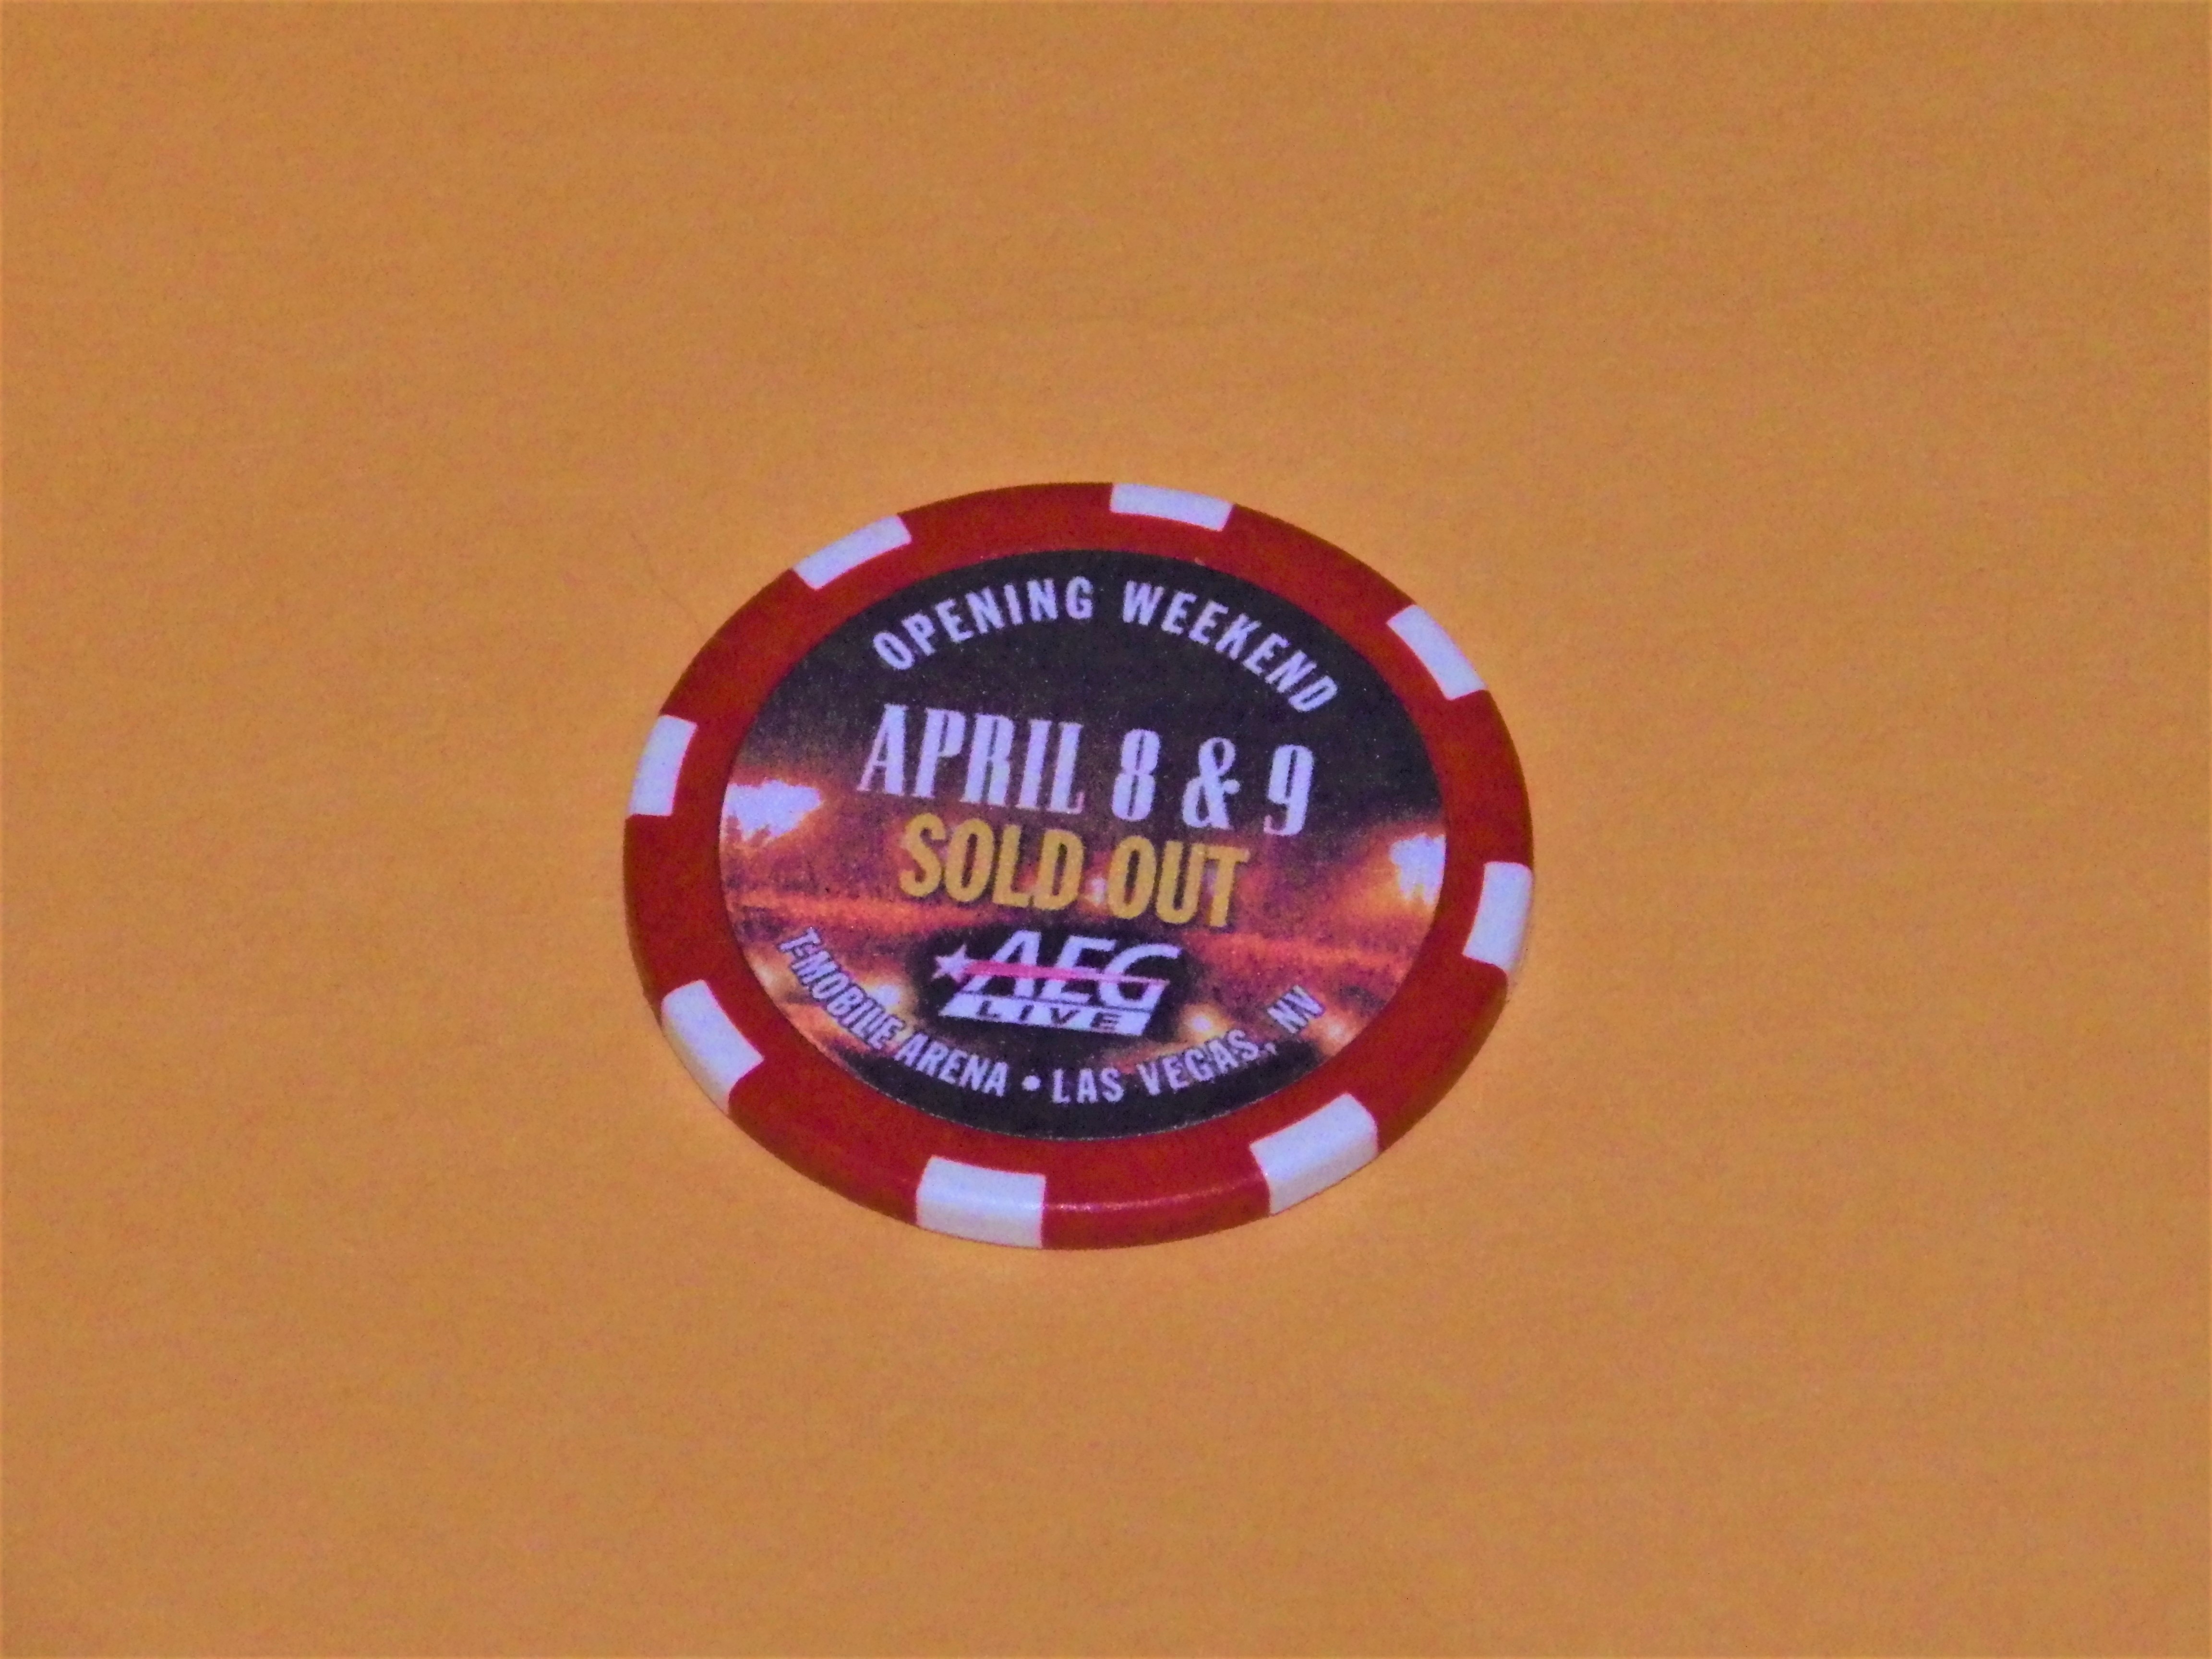 OPENING WEEKEND
APRIL 8 & 9
SOLD OUT
AEG
LIVE
T-MOBILE ARENA • LAS VEGAS, NV